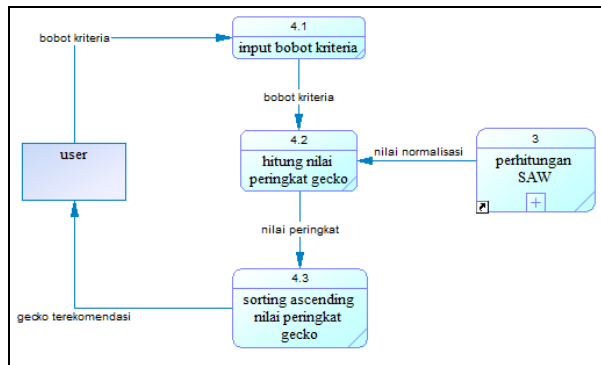 4.1
bobot kriteria
input bobot kriteria
bobot kriteria
4.2
user
hitung nilai
peringkat gecko
nilai normalisasi
3
perhitungan
SAW
nilai peringkat
4.3
sorting ascending
nilai peringkat
gecko
gecko terekomendasi